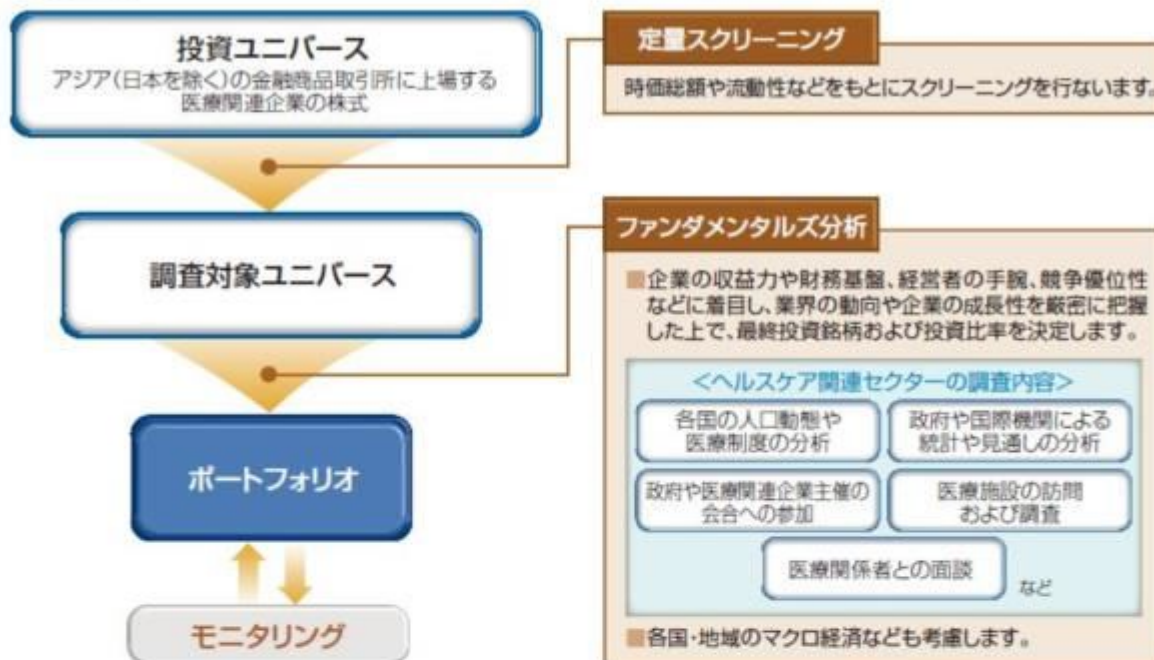 投資ユニバース
アジア(日本を除く)の金融商品取引所に上場する
医療関連企業の株式
定量スクリーニング
時価総額や流動性などをもとにスクリーニングを行ないます。
調査対象ユニバース
ファンダメンタルズ分析
■企業の収益力や財務基盤、経営者の手腕、競争優位性
などに着目し、業界の動向や企業の成長性を厳密に把握
した上で、最終投資銘柄および投資比率を決定します。
<ヘルスケア関連セクターの調査内容>
各国の人口動態や
医療制度の分析
政府や国際機関による
統計や見通しの分析
政府や医療関連企業主催の
会合への参加
医療施設の訪問
および調査
医療関係者との面談
など
■各国・地域のマクロ経済なども考慮します。
ポートフォリオ
モニタリング